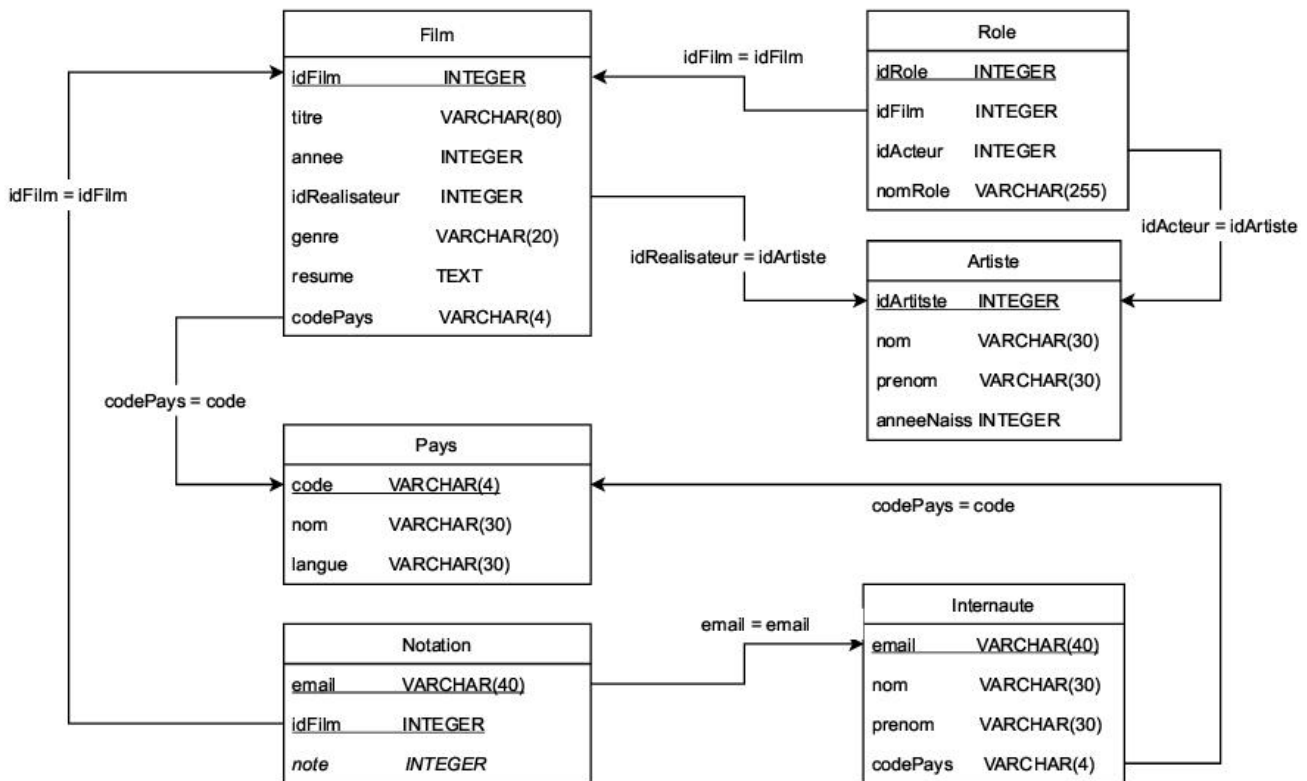 Film
idFilm INTEGER
titre VARCHAR(80)
annee INTEGER
idRealisateur INTEGER
genre VARCHAR(20)
resume TEXT
codePays VARCHAR(4)
Role
idRole INTEGER
idFilm INTEGER
idActeur INTEGER
nomRole VARCHAR(255)
idFilm = idFilm
idFilm = idFilm
idRealisateur = idArtiste
idActeur = idArtiste
Artiste
idArtitste INTEGER
nom VARCHAR(30)
prenom VARCHAR(30)
anneeNaiss INTEGER
codePays = code
Pays
code VARCHAR(4)
nom VARCHAR(30)
langue VARCHAR(30)
codePays = code
Notation
email VARCHAR(40)
idFilm INTEGER
note INTEGER
email = email
Internaute
email VARCHAR(40)
nom VARCHAR(30)
prenom VARCHAR(30)
codePays VARCHAR(4)